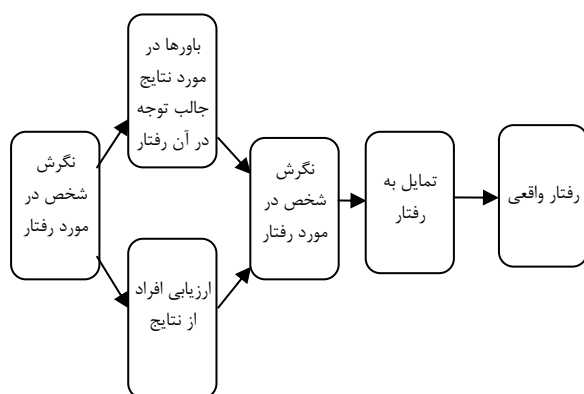 نگرش
شخص در
مورد رفتار
باورها در
مورد نتایج
جالب توجه
در آن رفتار
ارزیابی افراد
از نتایج
نگرش
شخص در
مورد رفتار
تمایل به
رفتار
رفتار واقعی